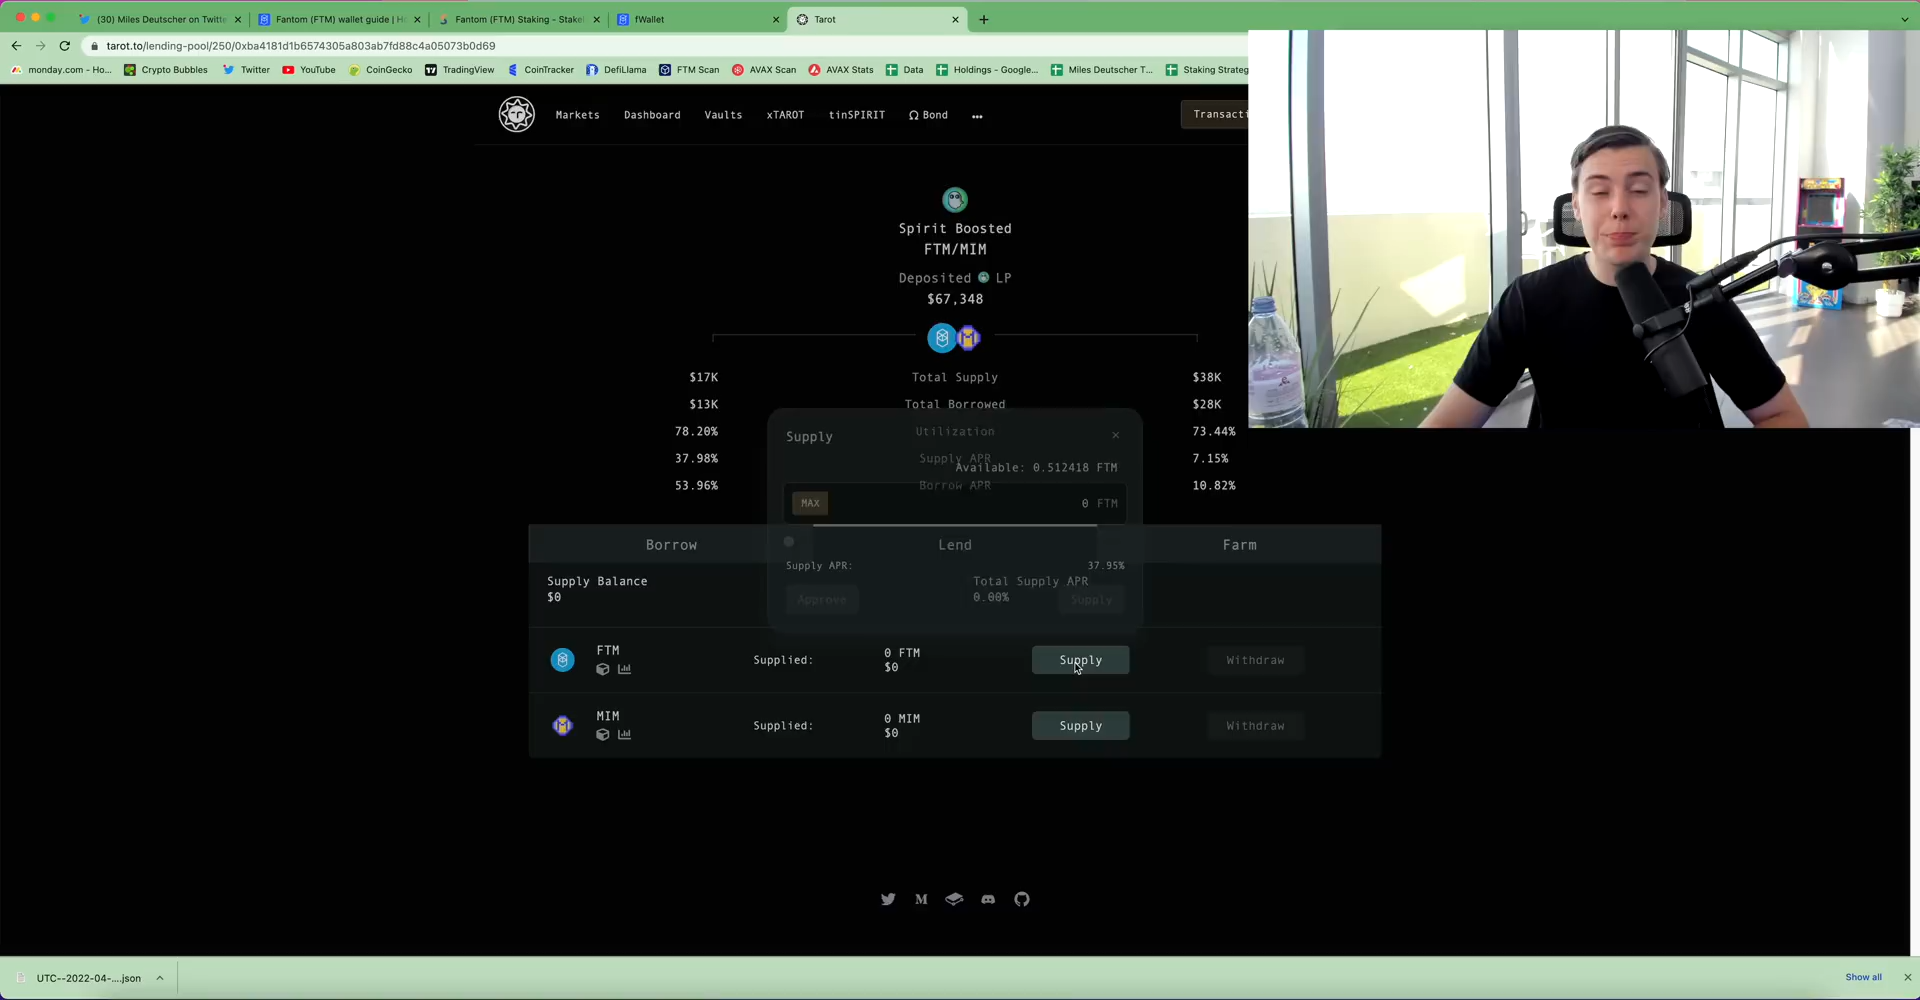 (30) Miles Deutscher on Twitte
Fantom (FTM) wallet guide | H
Fantom (FTM) Staking - Stake
fWallet
Tarot
tarot.to/lending-pool/250/0xba4181d1b6574305a803ab7fd88c4a05073b0d69
monday.com - Ho...
Crypto Bubbles
Twitter
YouTube
CoinGecko
TradingView
CoinTracker
DefiLlama
FTM Scan
AVAX Scan
AVAX Stats
Data
Holdings - Google...
Miles Deutscher T...
Staking Strateg
Markets
Dashboard
Vaults
xTAROT
tinSPIRIT
Ω Bond
...
Transacti
Spirit Boosted
FTM/MIM
Deposited LP
$67,348
$17K Total Supply $38K
$13K Total Borrowed $28K
78.20% Utilization 73.44%
37.98% Supply APR 7.15%
53.96% Borrow APR 10.82%
Supply ×
Available: 0.512418 FTM
MAX 0 FTM
Supply APR: 37.95%
Approve Supply
Borrow Lend Farm
Supply Balance Total Supply APR
$0 0.00%
FTM Supplied: 0 FTM Supply Withdraw
$0
MIM Supplied: 0 MIM Supply Withdraw
$0
UTC--2022-04-....json
Show all